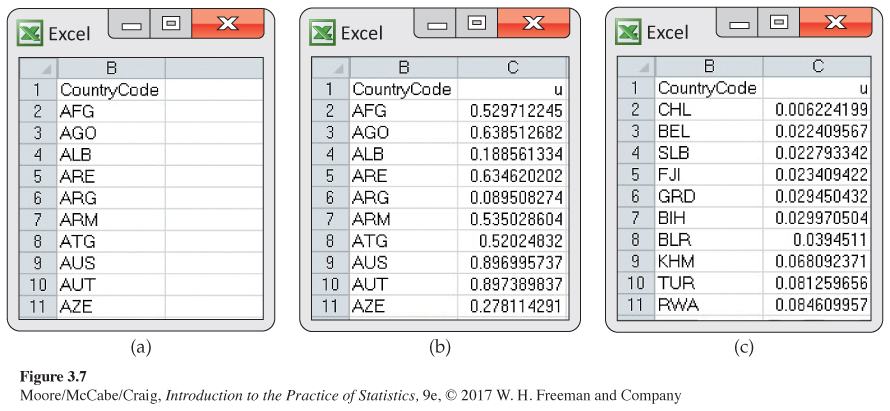 Excel
B
1 CountryCode
2 AFG
3 AGO
4 ALB
5 ARE
6 ARG
7 ARM
8 ATG
9 AUS
10 AUT
11 AZE
(a)
Excel
B C
1 CountryCode u
2 AFG 0.529712245
3 AGO 0.638512682
4 ALB 0.188561334
5 ARE 0.634620202
6 ARG 0.089508274
7 ARM 0.535028604
8 ATG 0.52024832
9 AUS 0.896995737
10 AUT 0.897389837
11 AZE 0.278114291
(b)
Excel
B C
1 CountryCode u
2 CHL 0.006224199
3 BEL 0.022409567
4 SLB 0.022793342
5 FJI 0.023409422
6 GRD 0.029450432
7 BIH 0.029970504
8 BLR 0.0394511
9 KHM 0.068092371
10 TUR 0.081259656
11 RWA 0.084609957
(c)
Figure 3.7
Moore/McCabe/Craig, Introduction to the Practice of Statistics, 9e, © 2017 W. H. Freeman and Company